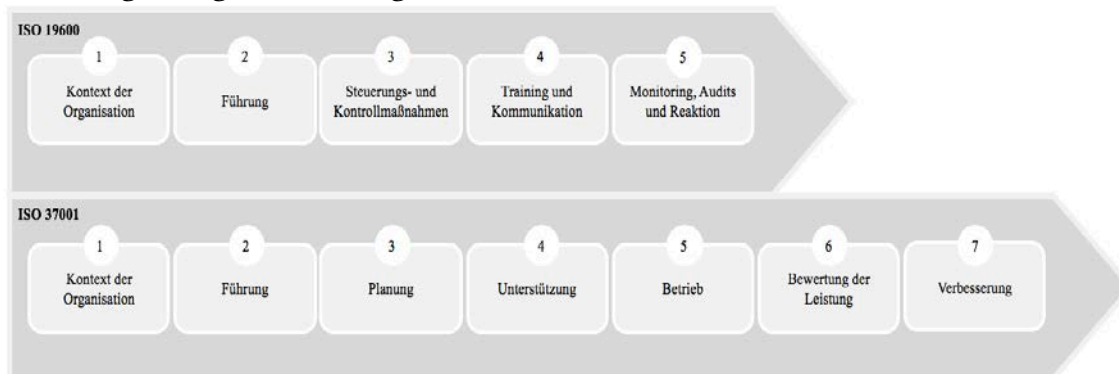 ISO 19600
1
2
3
4
5
Kontext der
Organisation
Führung
Steuerungs- und
Kontrollmaßnahmen
Training und
Kommunikation
Monitoring, Audits
und Reaktion
ISO 37001
1
2
3
4
5
6
7
Kontext der
Organisation
Führung
Planung
Unterstützung
Betrieb
Bewertung der
Leistung
Verbesserung